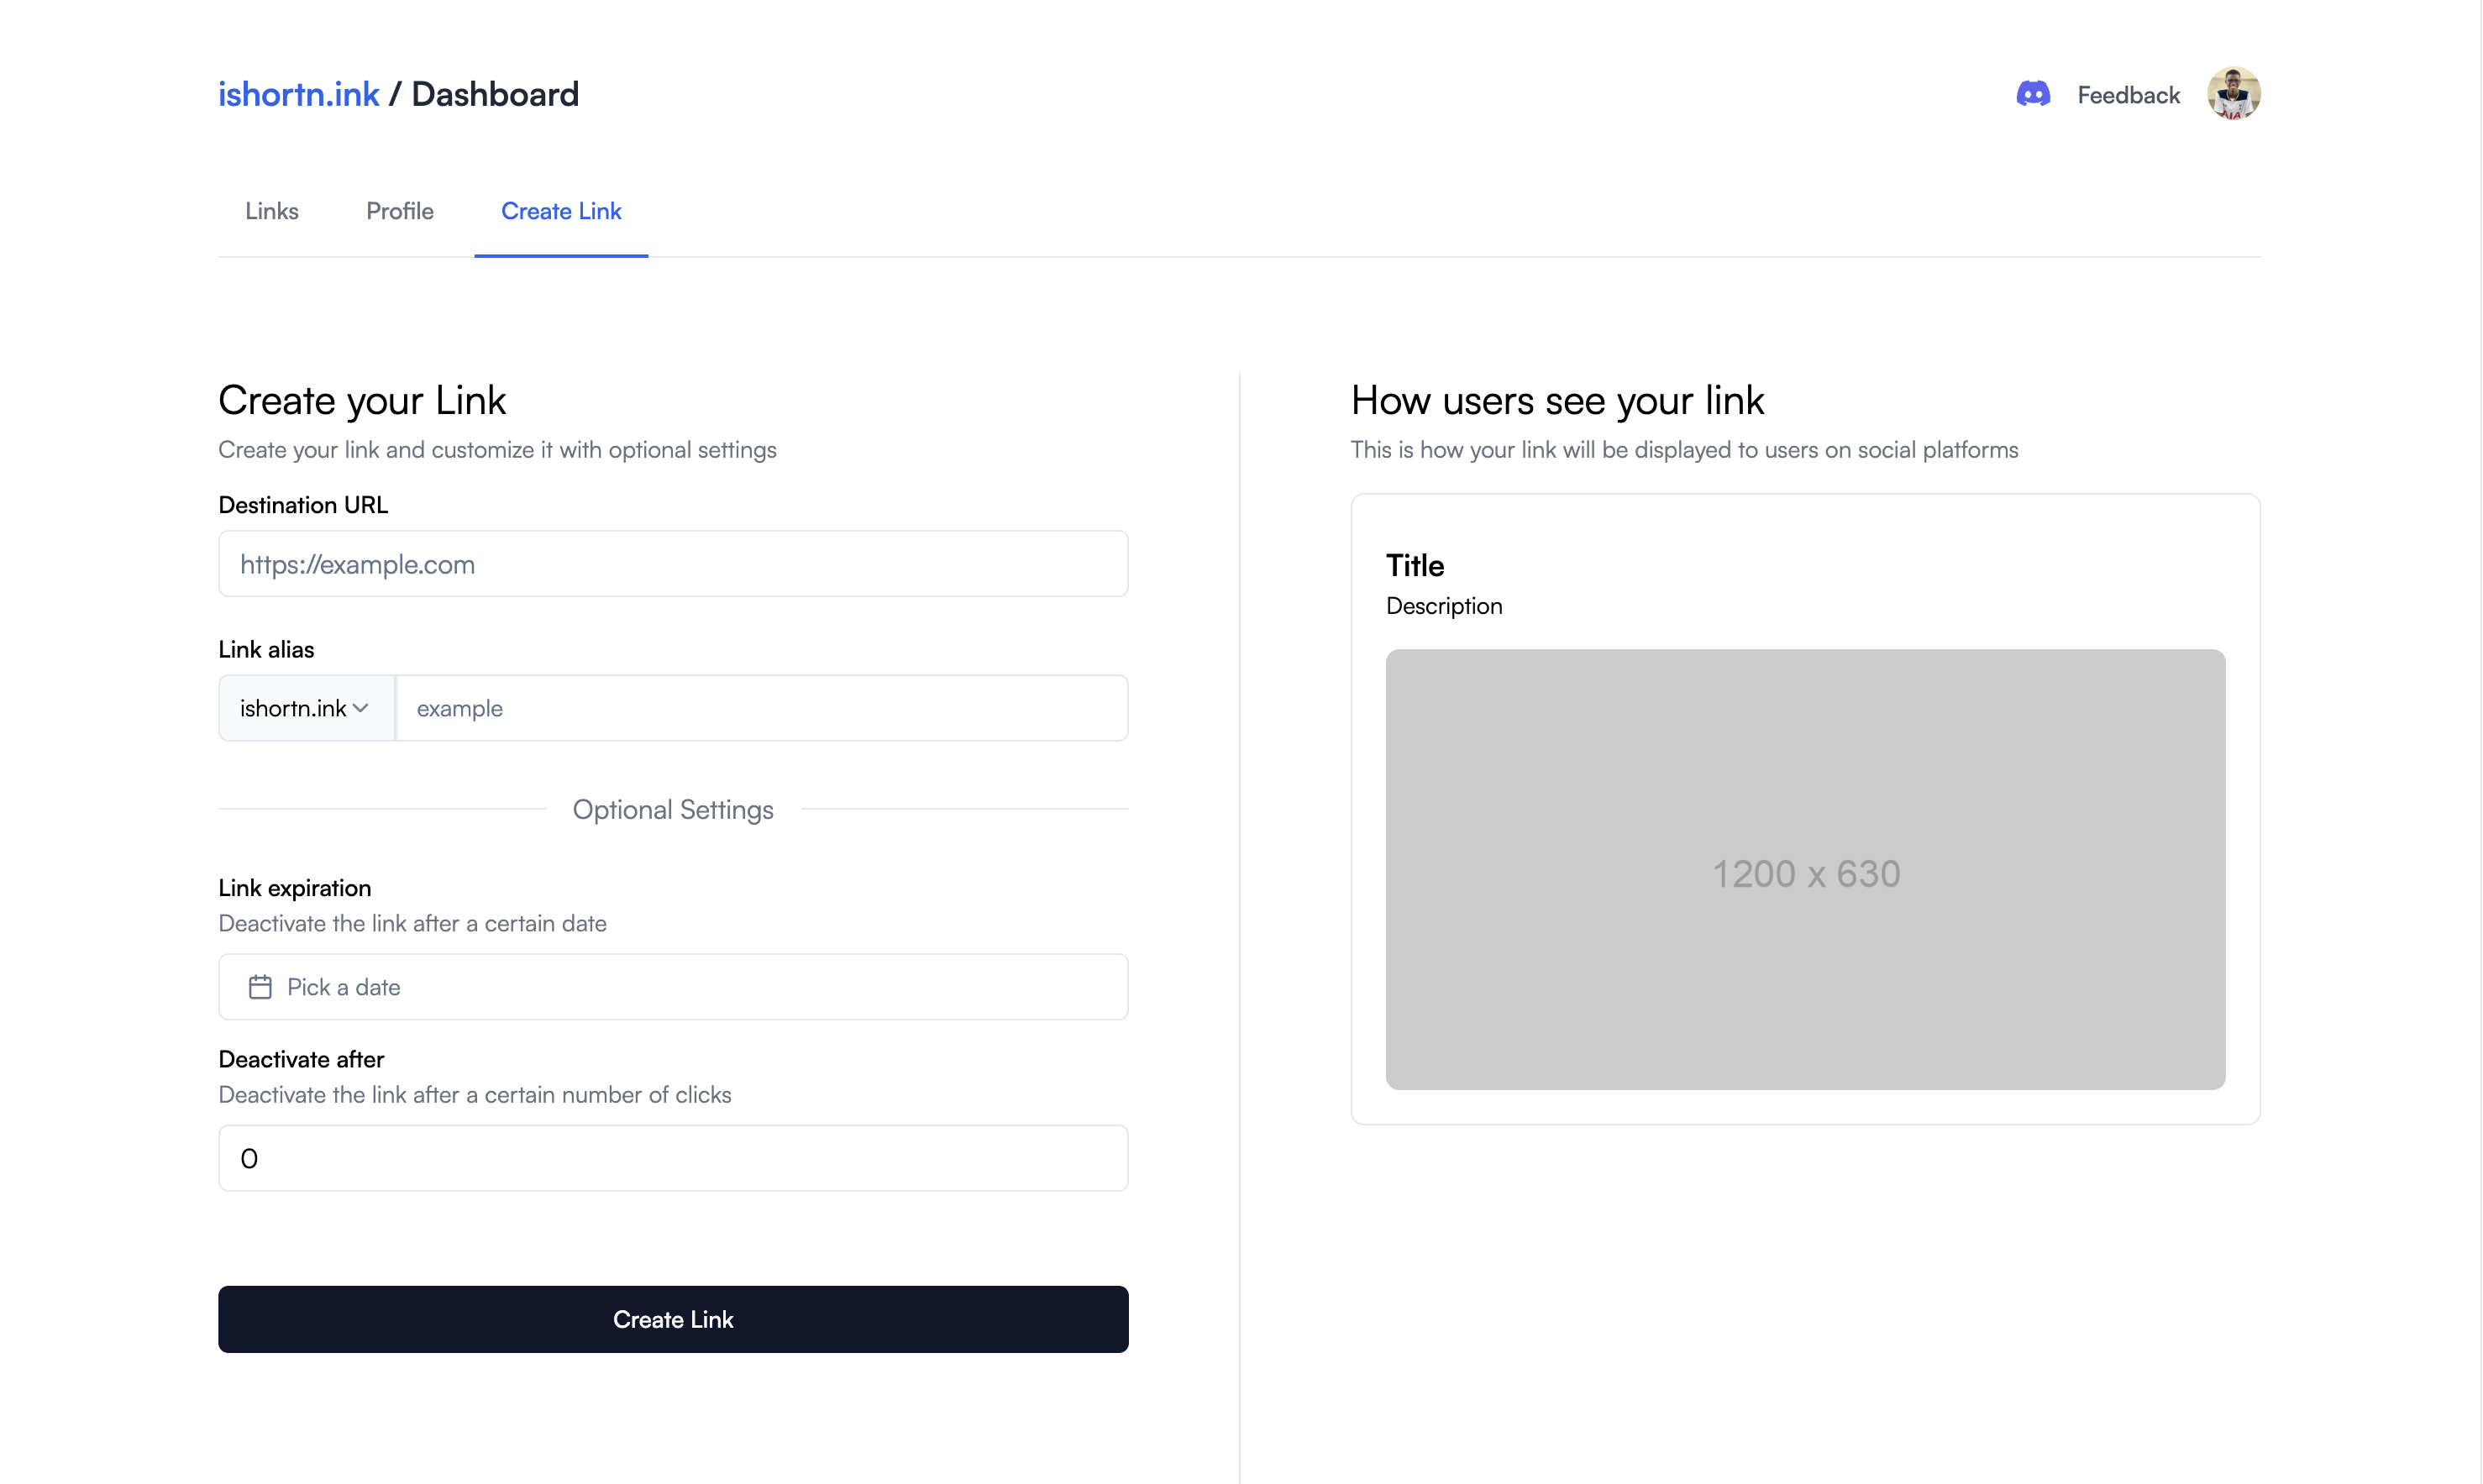 ishortn.ink / Dashboard
Feedback
Links
Profile
Create Link
Create your Link
Create your link and customize it with optional settings
Destination URL
https://example.com
Link alias
ishortn.ink
example
Optional Settings
Link expiration
Deactivate the link after a certain date
Pick a date
Deactivate after
Deactivate the link after a certain number of clicks
0
Create Link
How users see your link
This is how your link will be displayed to users on social platforms
Title
Description
1200 x 630